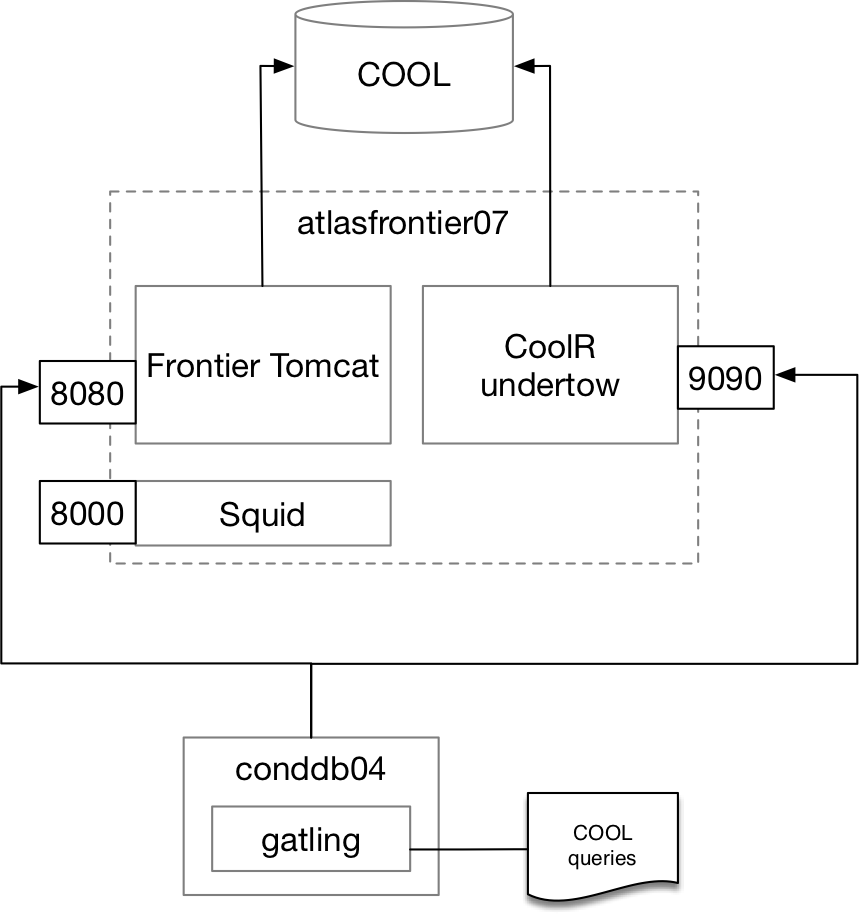 COOL
atlasfrontier07
Frontier Tomcat
CoolR
undertow
8080
9090
8000
Squid
conddb04
gatling
COOL
queries